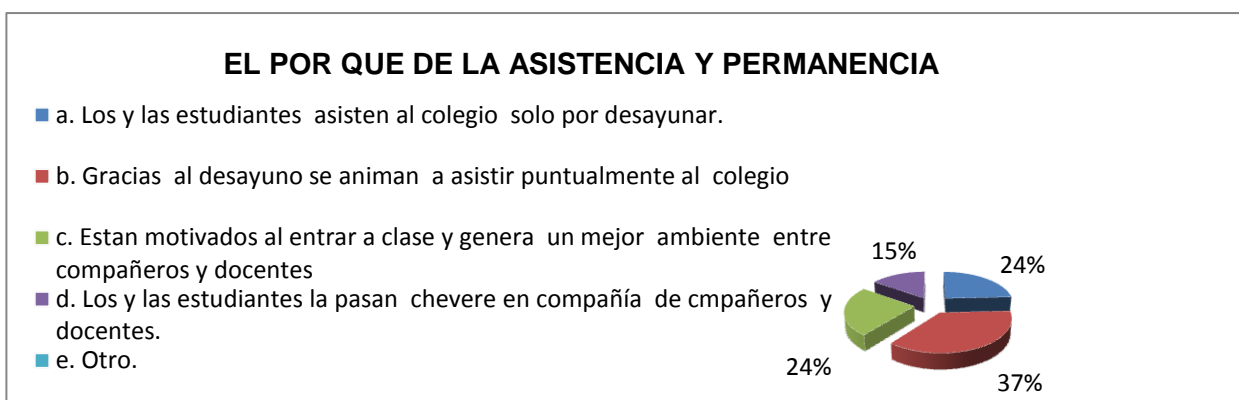 EL POR QUE DE LA ASISTENCIA Y PERMANENCIA
a. Los y las estudiantes asisten al colegio solo por desayunar.
b. Gracias al desayuno se animan a asistir puntualmente al colegio
c. Estan motivados al entrar a clase y genera un mejor ambiente entre
compañeros y docentes
d. Los y las estudiantes la pasan chevere en compañía de cmpañeros y
docentes.
e. Otro.
15%
24%
24%
37%